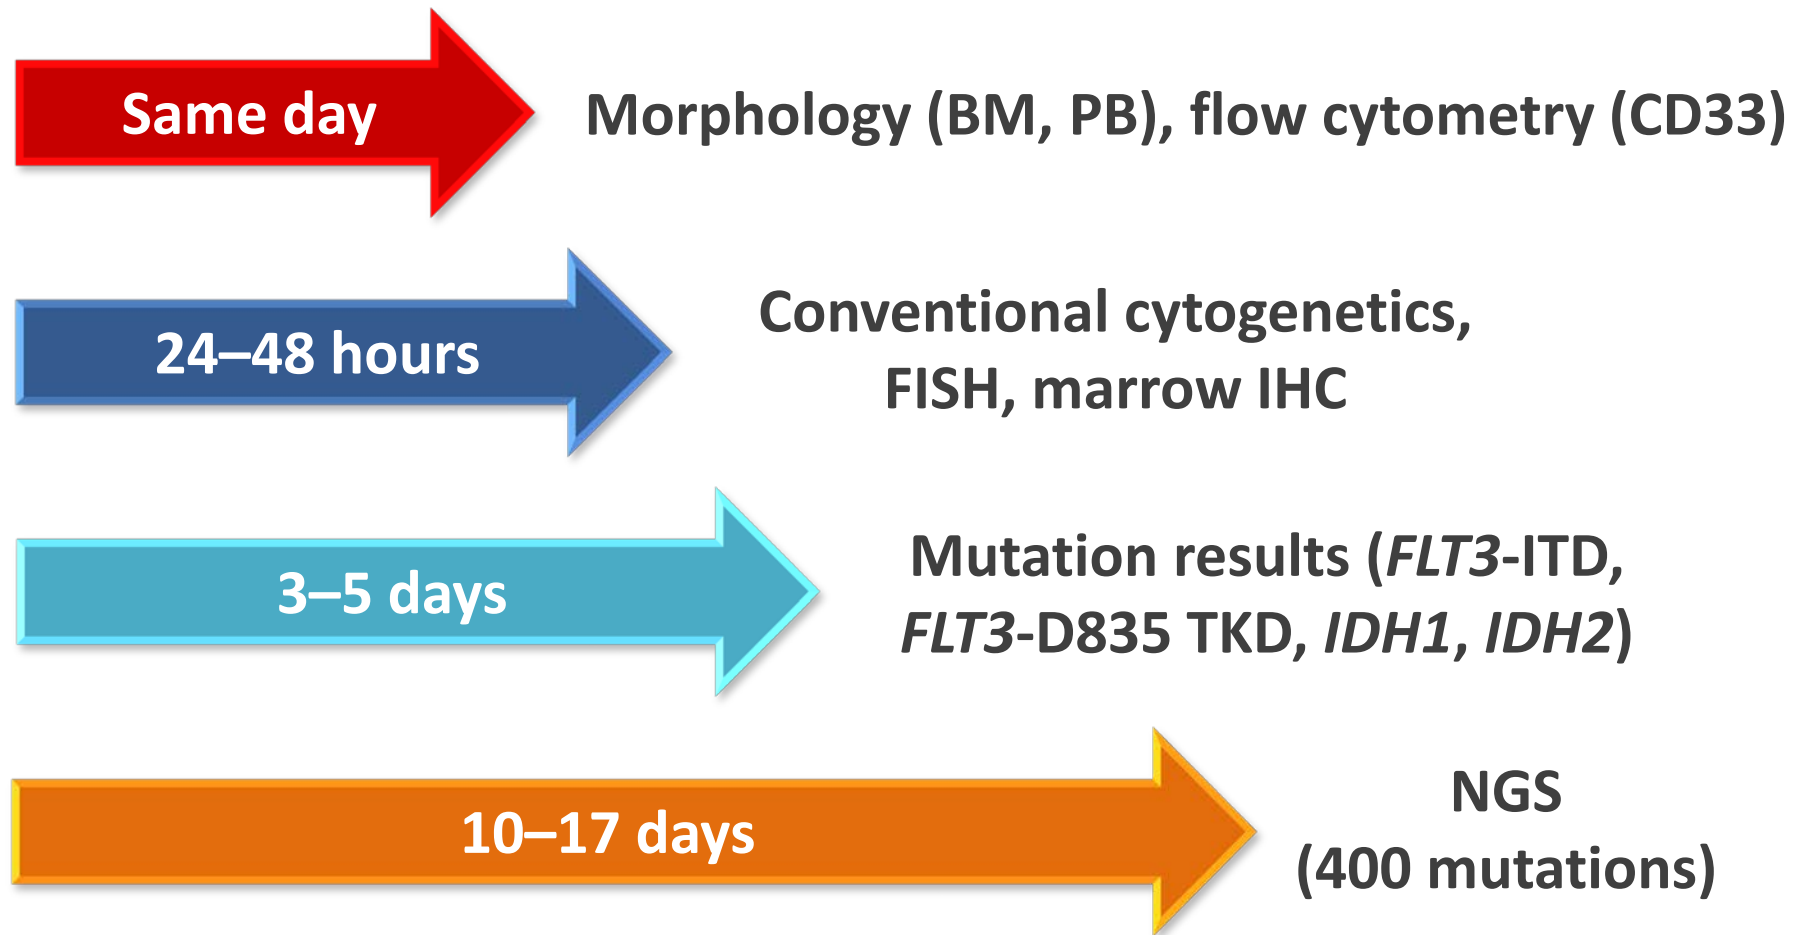 Same day
Morphology (BM, PB), flow cytometry (CD33)
24–48 hours
Conventional cytogenetics,
FISH, marrow IHC
3–5 days
Mutation results (FLT3-ITD,
FLT3-D835 TKD, IDH1, IDH2)
10–17 days
NGS
(400 mutations)